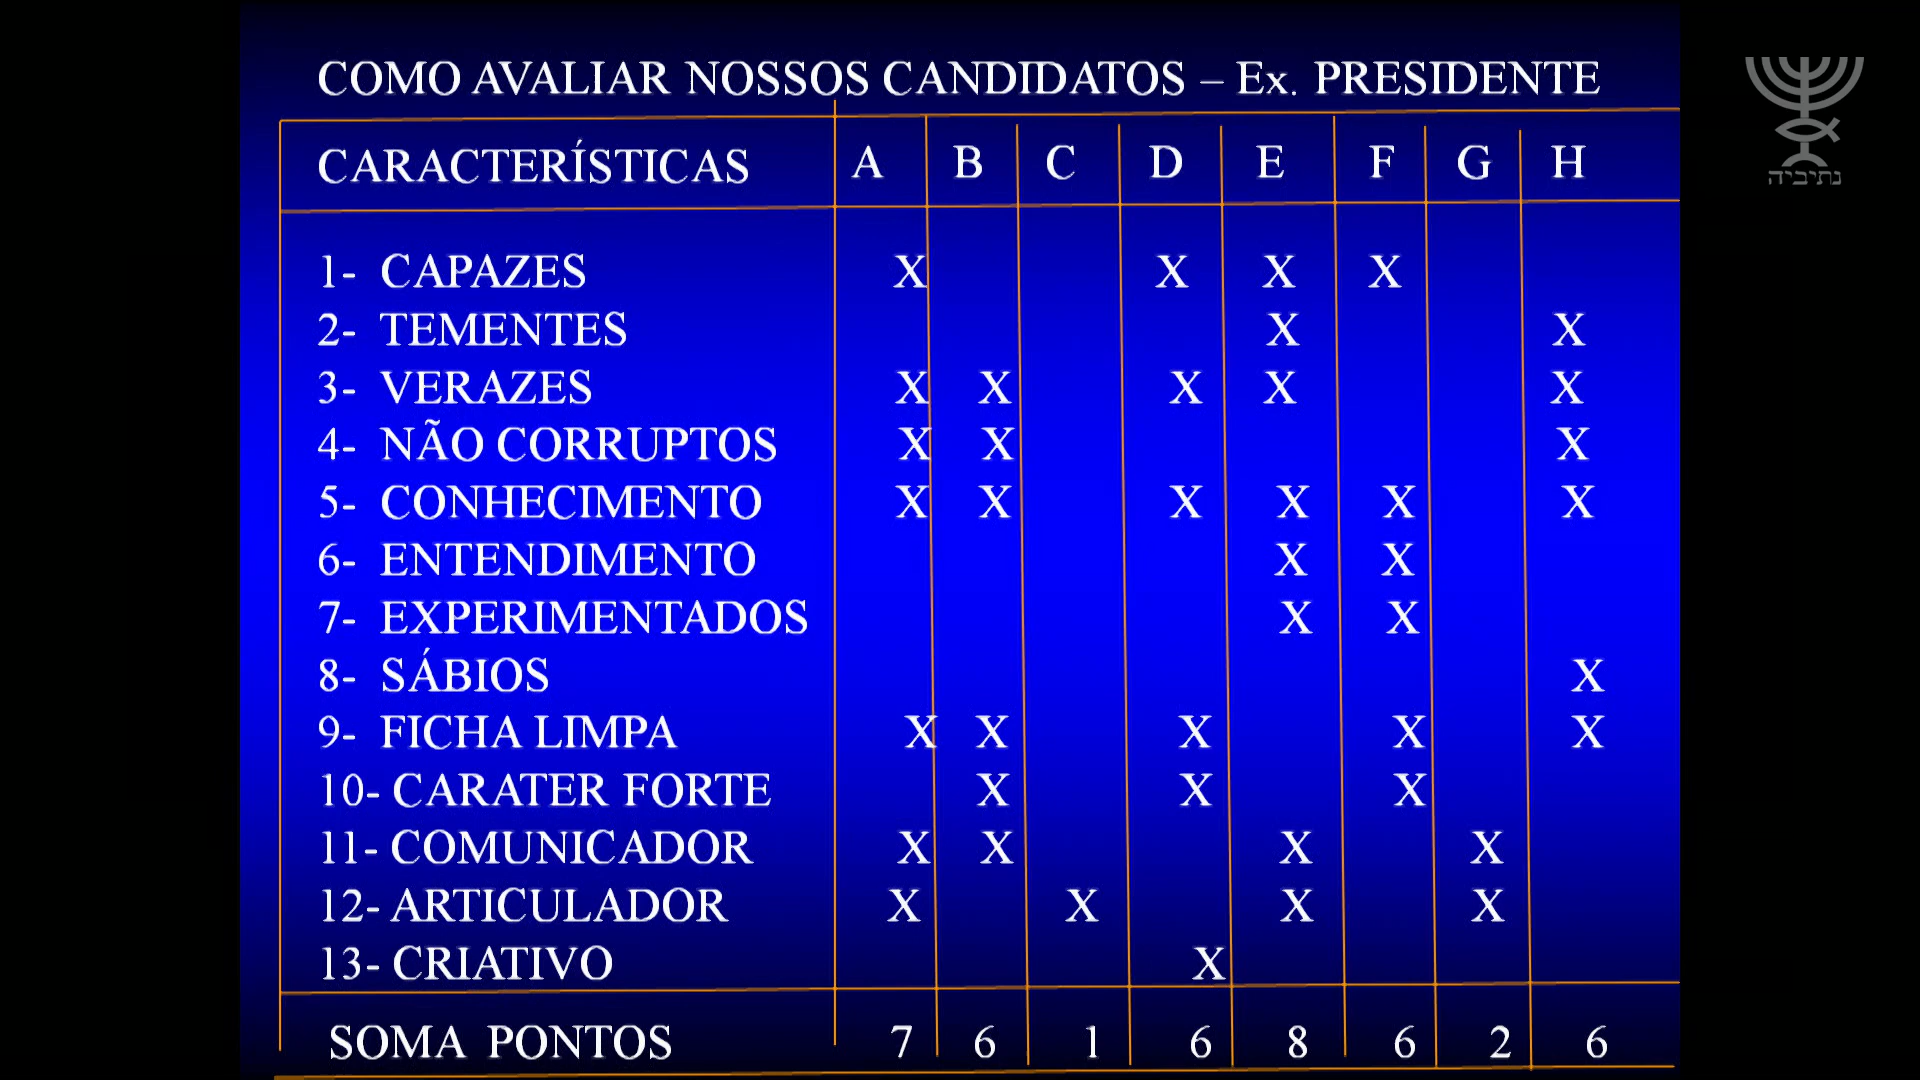 COMO AVALIAR NOSSOS CANDIDATOS – Ex. PRESIDENTE
CARACTERÍSTICAS A B C D E F G H
1- CAPAZES X X X X
2- TEMENTES X X
3- VERAZES X X X X X
4- NÃO CORRUPTOS X X X
5- CONHECIMENTO X X X X X X
6- ENTENDIMENTO X X
7- EXPERIMENTADOS X X
8- SÁBIOS X
9- FICHA LIMPA X X X X X
10- CARATER FORTE X X X
11- COMUNICADOR X X X X
12- ARTICULADOR X X X X
13- CRIATIVO X
SOMA PONTOS 7 6 1 6 8 6 2 6
נתיביה